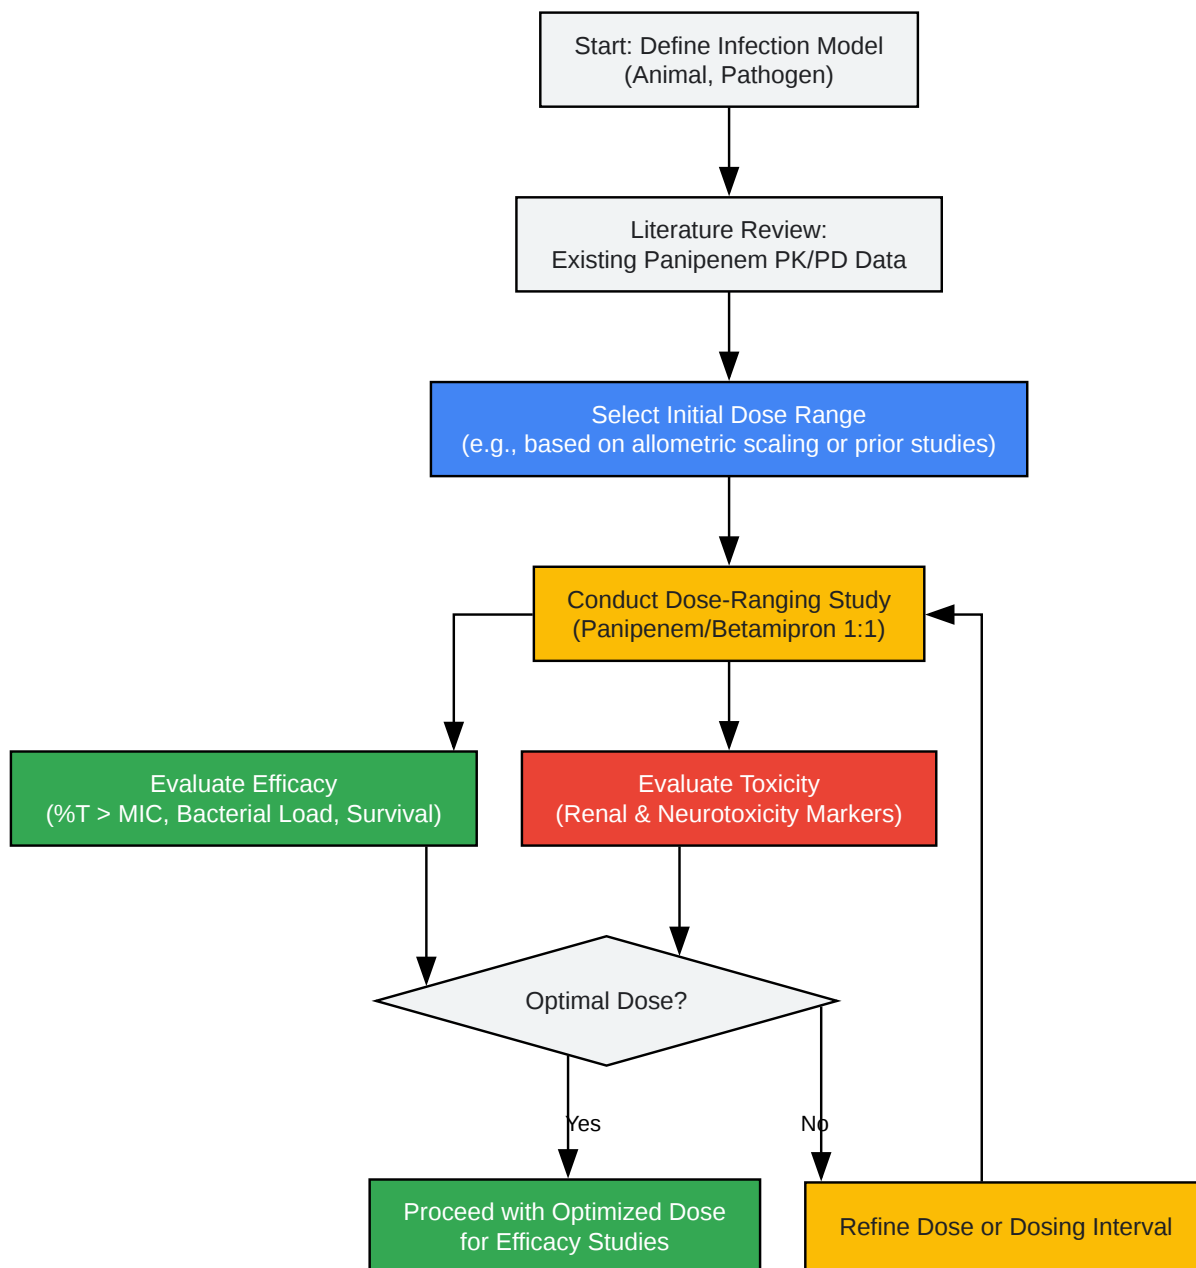 Start: Define Infection Model
(Animal, Pathogen)
Literature Review:
Existing Panipenem PK/PD Data
Select Initial Dose Range
(e.g., based on allometric scaling or prior studies)
Conduct Dose-Ranging Study
(Panipenem/Betamipron 1:1)
Evaluate Efficacy
(%T > MIC, Bacterial Load, Survival)
Evaluate Toxicity
(Renal & Neurotoxicity Markers)
Optimal Dose?
Yes
No
Proceed with Optimized Dose
for Efficacy Studies
Refine Dose or Dosing Interval